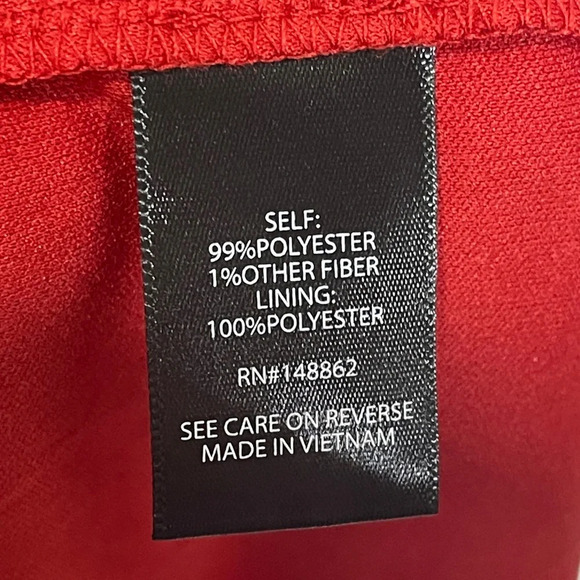 SELF:
99%POLYESTER
1%OTHER FIBER
LINING:
100%POLYESTER
RN#148862
SEE CARE ON REVERSE
MADE IN VIETNAM